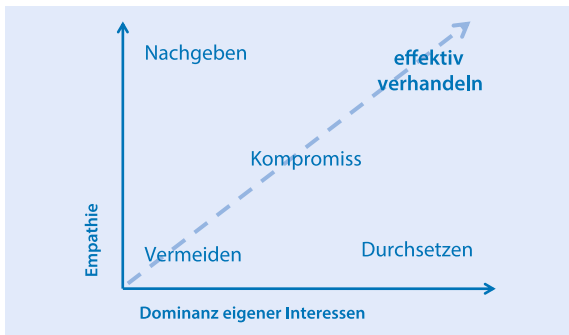 Nachgeben
effektiv
verhandeln
Kompromiss
Vermeiden
Durchsetzen
Empathie
Dominanz eigener Interessen